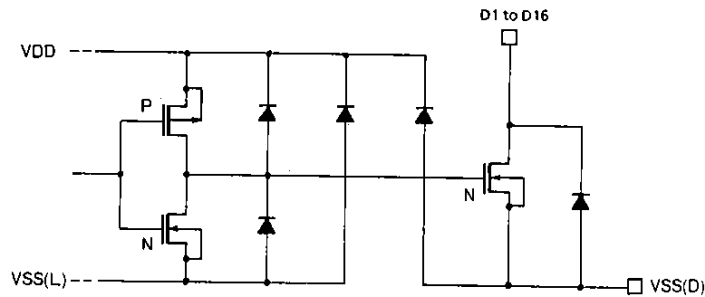 D1 to D16
VDD
P
N
N
VSS(L)
VSS(D)